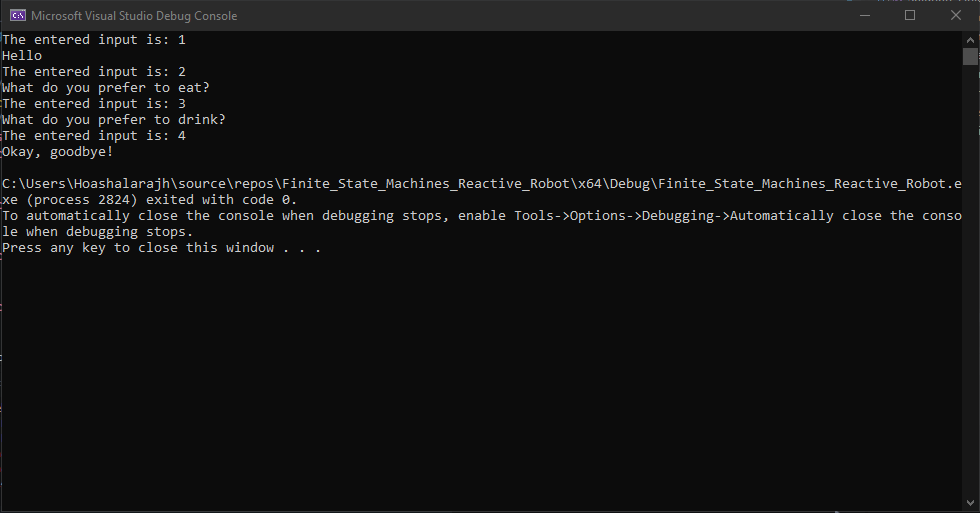 Microsoft Visual Studio Debug Console
The entered input is: 1
Hello
The entered input is: 2
What do you prefer to eat?
The entered input is: 3
What do you prefer to drink?
The entered input is: 4
Okay, goodbye!
C:\Users\Hoashalarajh\source\repos\Finite_State_Machines_Reactive_Robot\x64\Debug\Finite_State_Machines_Reactive_Robot.e
xe (process 2824) exited with code 0.
To automatically close the console when debugging stops, enable Tools->Options->Debugging->Automatically close the conso
le when debugging stops.
Press any key to close this window . . .